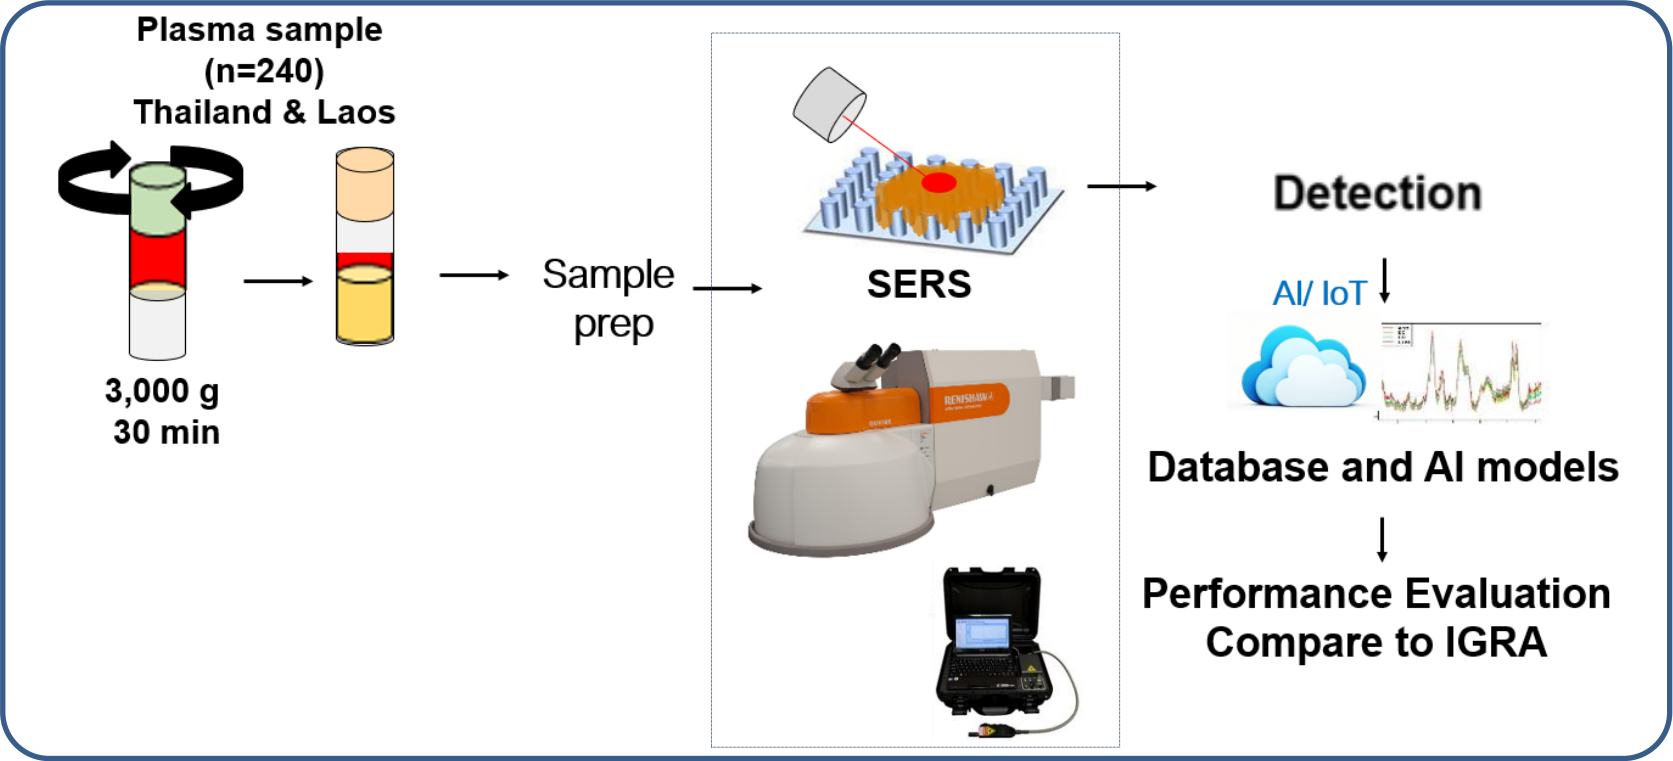 Plasma sample
(n=240)
Thailand & Laos
3,000 g
30 min
Sample
prep
SERS
RENISHAW
Detection
AI/ IoT
Database and AI models
Performance Evaluation
Compare to IGRA